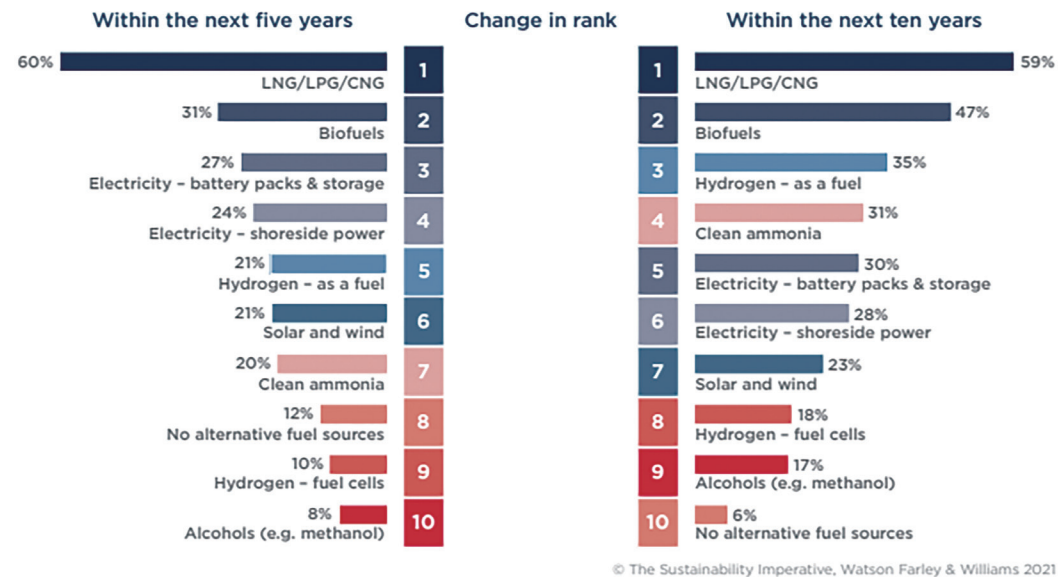 Within the next five years
Change in rank
Within the next ten years
60%
LNG/LPG/CNG
1
1
59%
LNG/LPG/CNG
31%
Biofuels
2
2
47%
Biofuels
27%
Electricity – battery packs & storage
3
3
35%
Hydrogen – as a fuel
24%
Electricity – shoreside power
4
4
31%
Clean ammonia
21%
Hydrogen – as a fuel
5
5
30%
Electricity – battery packs & storage
21%
Solar and wind
6
6
28%
Electricity – shoreside power
20%
Clean ammonia
7
7
23%
Solar and wind
12%
No alternative fuel sources
8
8
18%
Hydrogen – fuel cells
10%
Hydrogen – fuel cells
9
9
17%
Alcohols (e.g. methanol)
8%
Alcohols (e.g. methanol)
10
10
6%
No alternative fuel sources
© The Sustainability Imperative, Watson Farley & Williams 2021